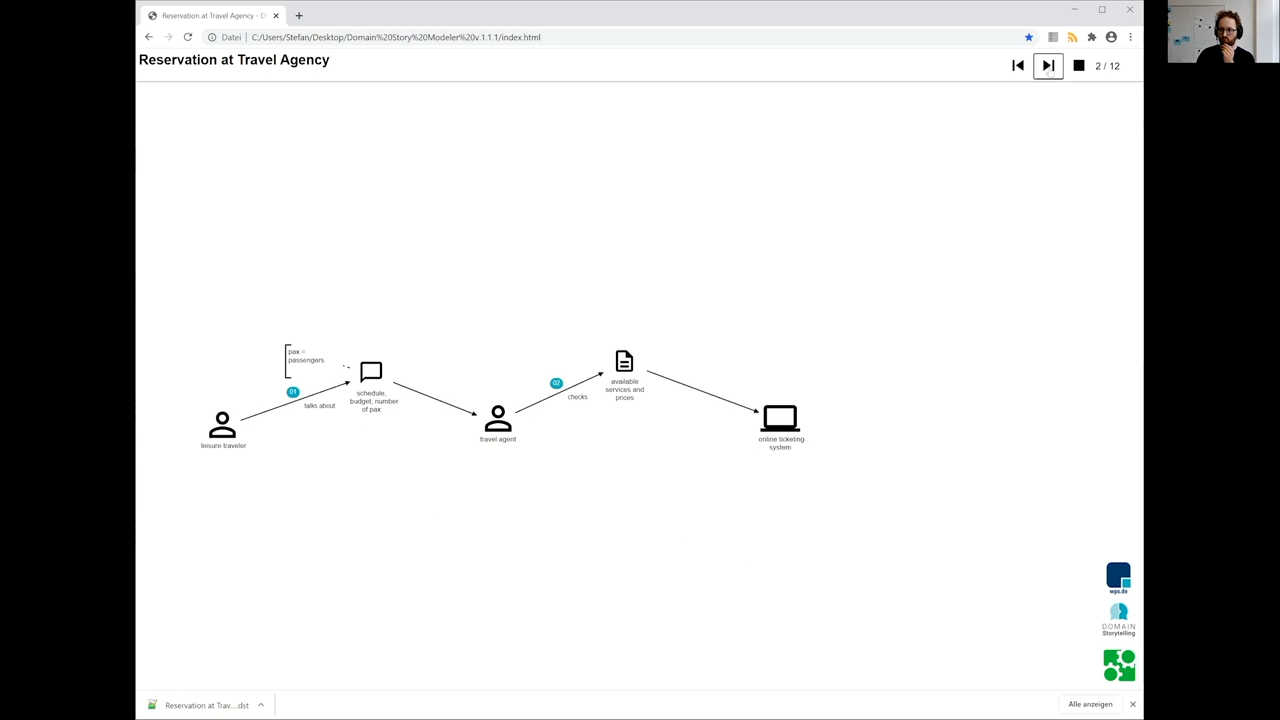 Reservation at Travel Agency - D
Datei
C:/Users/Stefan/Desktop/Domain%20Story%20Modeler%20v.1.1.1/index.html
Reservation at Travel Agency
2 / 12
pax =
passengers
01
talks about
schedule,
budget, number
of pax
leisure traveler
travel agent
02
checks
available
services and
prices
online ticketing
system
wps.de
DOMAIN
Storytelling
Reservation at Trav....dst
Alle anzeigen